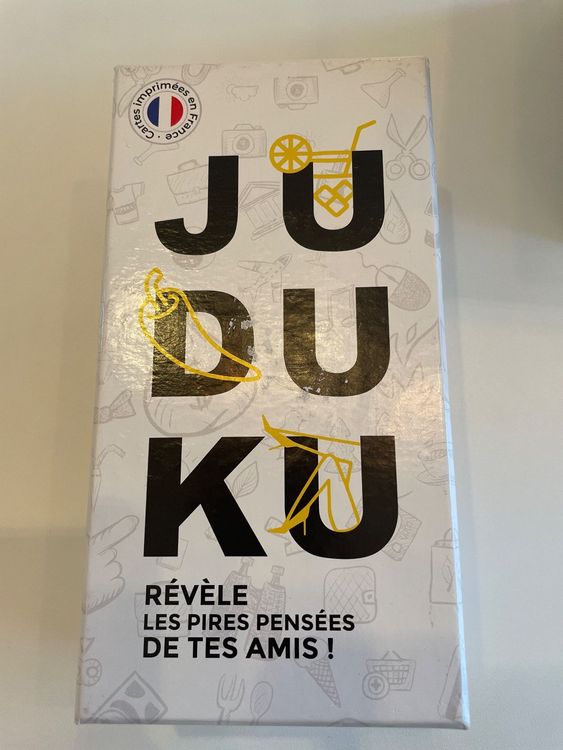 Cartes imprimées en France
JU
DU
KU
RÉVÈLE
LES PIRES PENSÉES
DE TES AMIS !